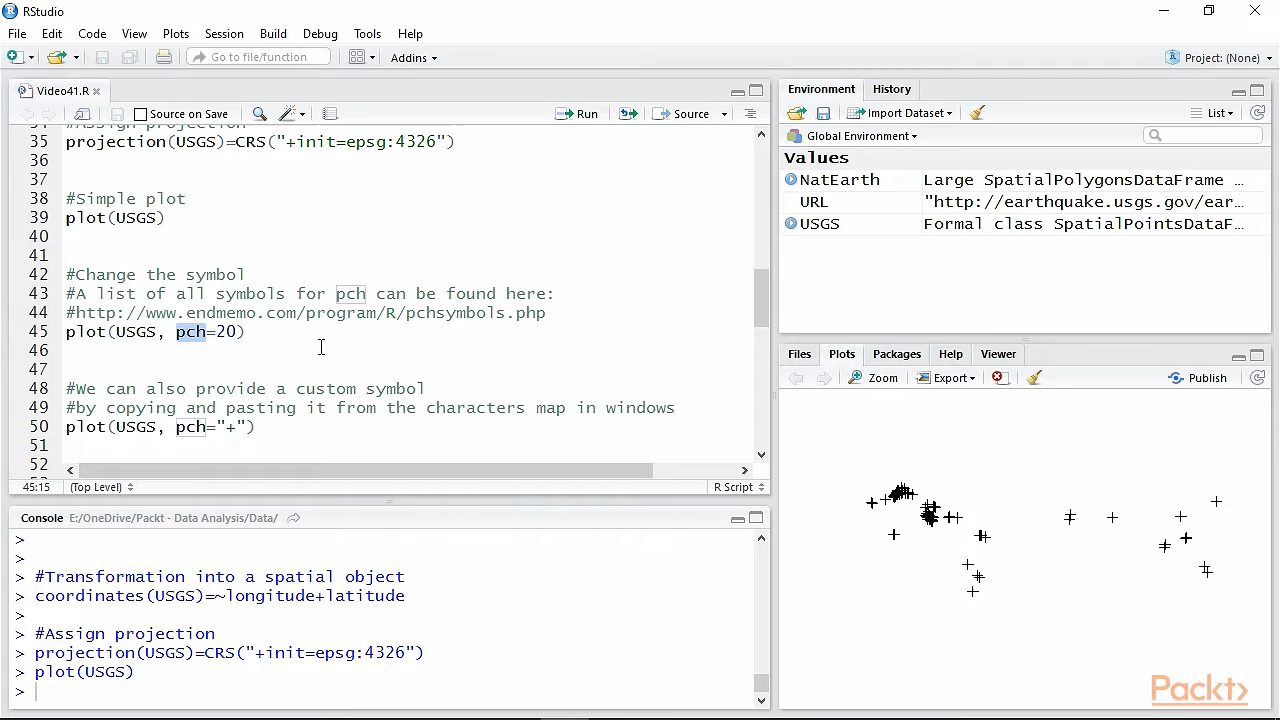 RStudio
File Edit Code View Plots Session Build Debug Tools Help
Go to file/function Addins Project: (None)
Video41.R
Source on Save Run Source
34 #Assign projection
35 projection(USGS)=CRS("+init=epsg:4326")
36
37
38 #Simple plot
39 plot(USGS)
40
41
42 #Change the symbol
43 #A list of all symbols for pch can be found here:
44 #http://www.endmemo.com/program/R/pchsymbols.php
45 plot(USGS, pch=20)
46
47
48 #We can also provide a custom symbol
49 #by copying and pasting it from the characters map in windows
50 plot(USGS, pch="+")
51
52
45:15 (Top Level) R Script
Console E:/OneDrive/Packt - Data Analysis/Data/
>
>
> #Transformation into a spatial object
> coordinates(USGS)=~longitude+latitude
>
> #Assign projection
> projection(USGS)=CRS("+init=epsg:4326")
> plot(USGS)
>
Environment History
Import Dataset List
Global Environment
Values
NatEarth Large SpatialPolygonsDataFrame …
URL "http://earthquake.usgs.gov/ear…
USGS Formal class SpatialPointsDataF…
Files Plots Packages Help Viewer
Zoom Export Publish
Packt>